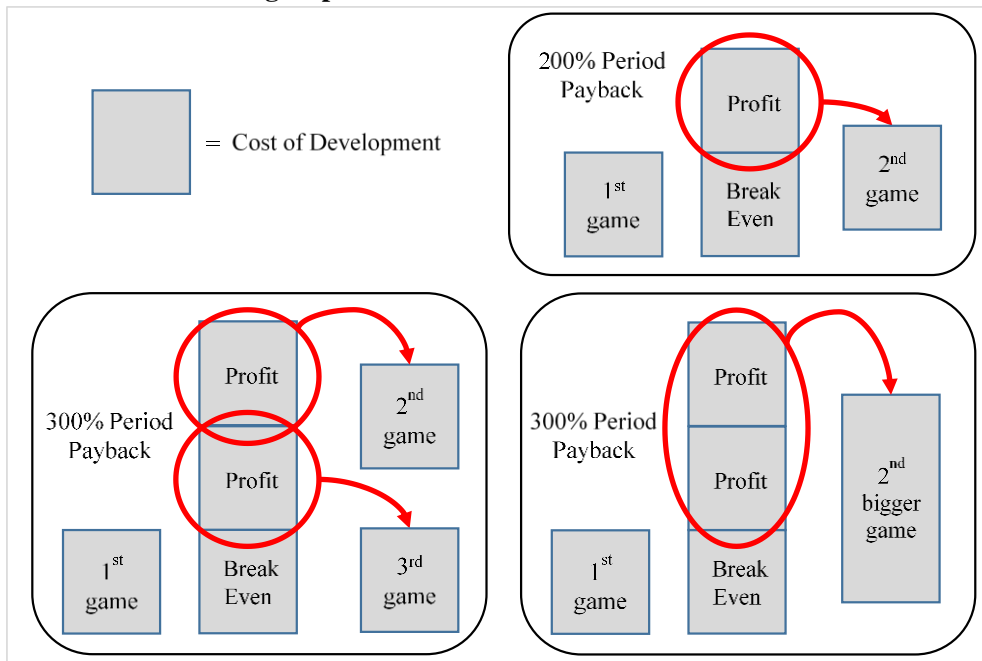 = Cost of Development
200% Period
Payback
Profit
Break
Even
1st
game
2nd
game
300% Period
Payback
Profit
Profit
Break
Even
1st
game
2nd
game
3rd
game
300% Period
Payback
Profit
Profit
Break
Even
1st
game
2nd
bigger
game